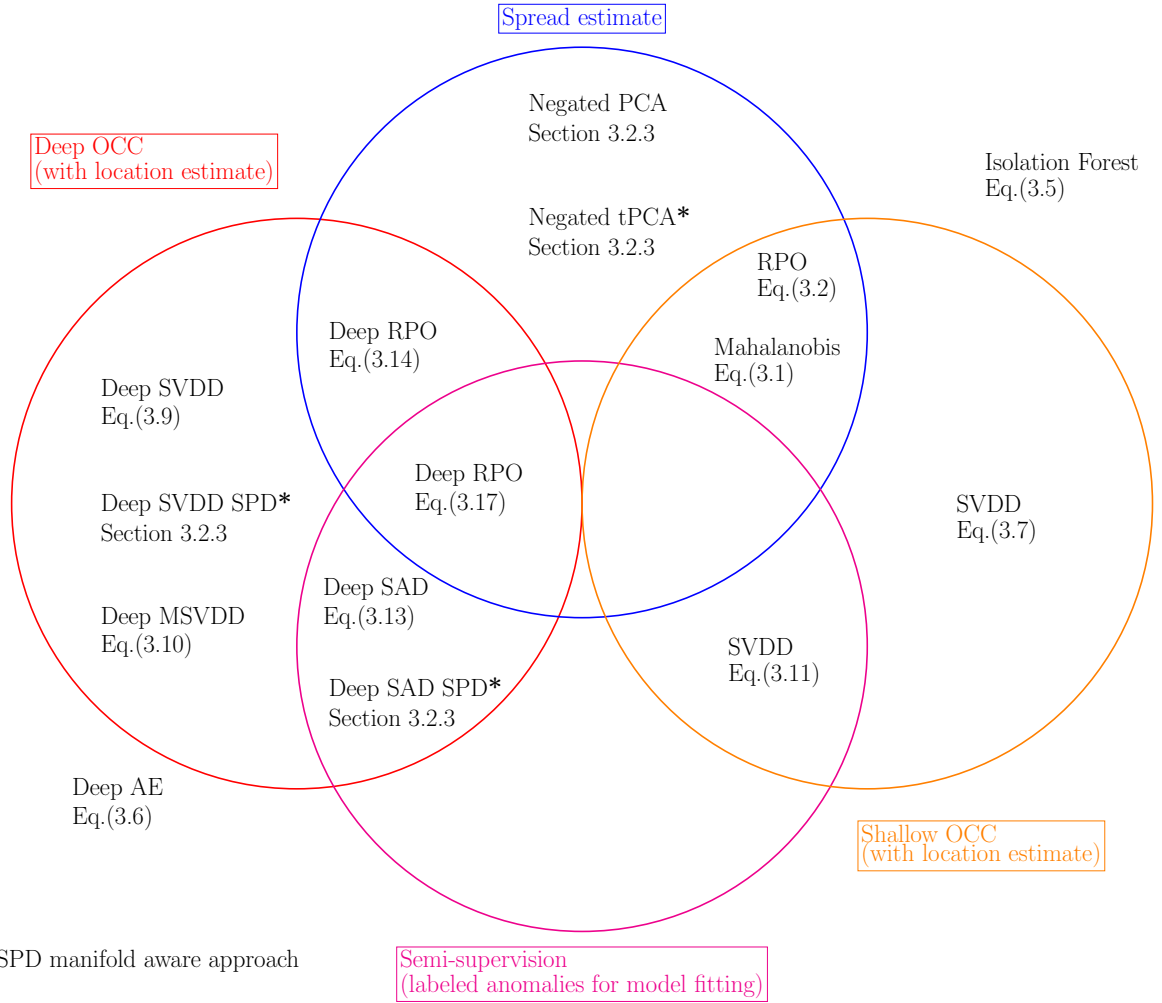 Spread estimate
Negated PCA
Section 3.2.3
Deep OCC
(with location estimate)
Isolation Forest
Eq.(3.5)
Negated tPCA*
Section 3.2.3
RPO
Eq.(3.2)
Deep RPO
Eq.(3.14)
Mahalanobis
Eq.(3.1)
Deep SVDD
Eq.(3.9)
Deep RPO
Eq.(3.17)
Deep SVDD SPD*
Section 3.2.3
SVDD
Eq.(3.7)
Deep SAD
Eq.(3.13)
Deep MSVDD
Eq.(3.10)
SVDD
Eq.(3.11)
Deep SAD SPD*
Section 3.2.3
Deep AE
Eq.(3.6)
Shallow OCC
(with location estimate)
SPD manifold aware approach
Semi-supervision
(labeled anomalies for model fitting)